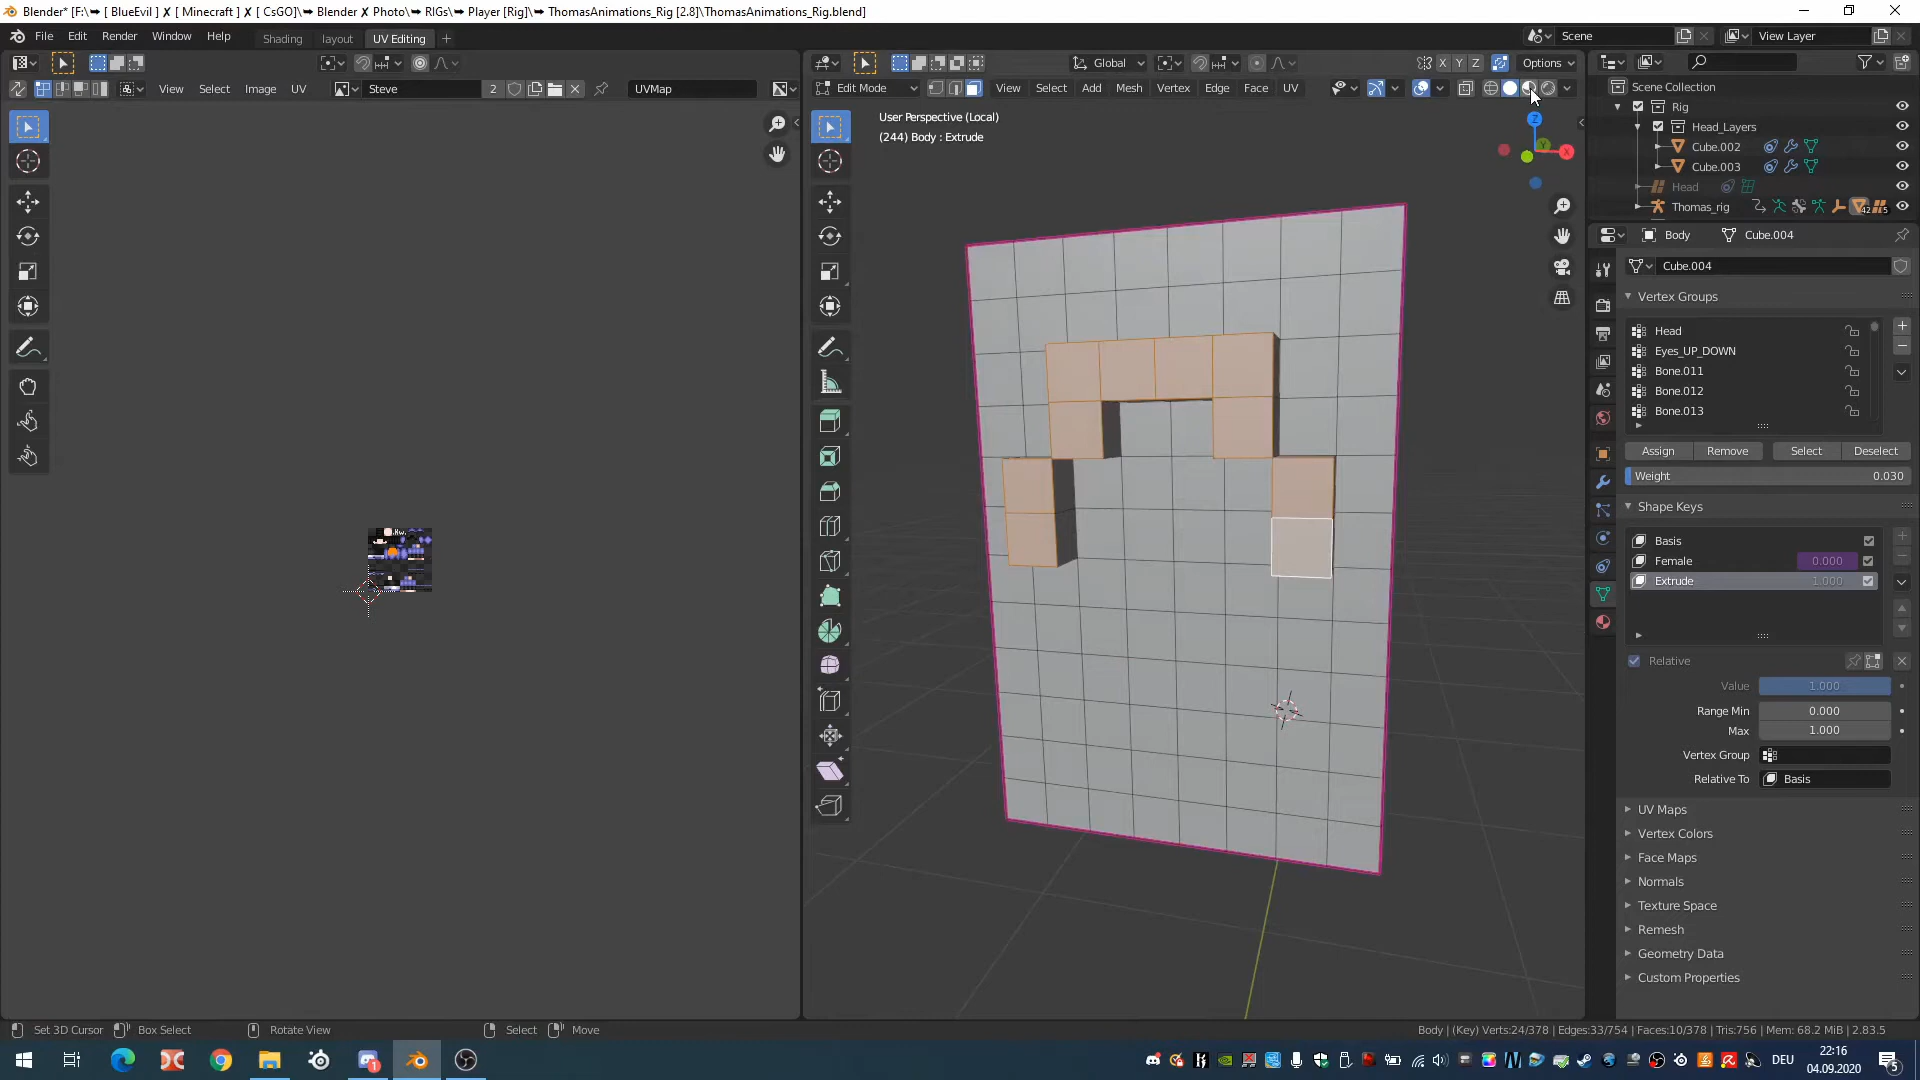 Blender* [F:\➥ [ BlueEvil ] ✗ [ Minecraft ] ✗ [ CsGO]\➥ Blender ✗ Photo\➥ RIGs\➥ Player [Rig]\➥ ThomasAnimations_Rig [2.8]\ThomasAnimations_Rig.blend]
File Edit Render Window Help Shading layout UV Editing + Scene View Layer
Global X Y Z Options
View Select Image UV Steve 2 UVMap
Edit Mode View Select Add Mesh Vertex Edge Face UV
Scene Collection
Rig
Head_Layers
Cube.002
Cube.003
Head
Thomas_rig 42 5
User Perspective (Local)
(244) Body : Extrude
Z
Y
X
Body Cube.004
Cube.004
Vertex Groups
Head
Eyes_UP_DOWN
Bone.011
Bone.012
Bone.013
Assign Remove Select Deselect
Weight 0.030
Shape Keys
Basis
Female 0.000
Extrude 1.000
Relative
Value 1.000
Range Min 0.000
Max 1.000
Vertex Group
Relative To Basis
UV Maps
Vertex Colors
Face Maps
Normals
Texture Space
Remesh
Geometry Data
Custom Properties
Set 3D Cursor Box Select Rotate View Select Move
Body | (Key) Verts:24/378 | Edges:33/754 | Faces:10/378 | Tris:756 | Mem: 68.2 MiB | 2.83.5
DEU
22:16
04.09.2020
5